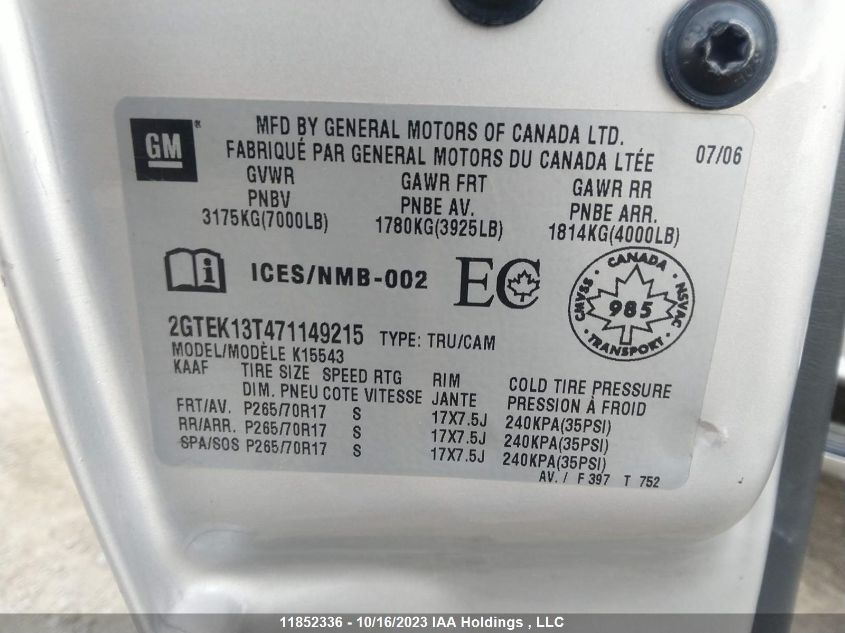 GM® MFD BY GENERAL MOTORS OF CANADA LTD. 07/06
FABRIQUÉ PAR GENERAL MOTORS DU CANADA LTÉE
GVWR GAWR FRT GAWR RR
PNBV PNBE AV. PNBE ARR.
3175KG(7000LB) 1780KG(3925LB) 1814KG(4000LB)
i ICES/NMB-002 EC CANADA CMVSS 985 NSVAC TRANSPORT
2GTEK13T471149215 TYPE: TRU/CAM
MODEL/MODÈLE K15543
KAAF TIRE SIZE SPEED RTG RIM COLD TIRE PRESSURE
DIM. PNEU COTE VITESSE JANTE PRESSION À FROID
FRT/AV. P265/70R17 S 17X7.5J 240KPA(35PSI)
RR/ARR. P265/70R17 S 17X7.5J 240KPA(35PSI)
SPA/SOS P265/70R17 S 17X7.5J 240KPA(35PSI)
AV. / F 397 T 752
11852336 - 10/16/2023 IAA Holdings , LLC